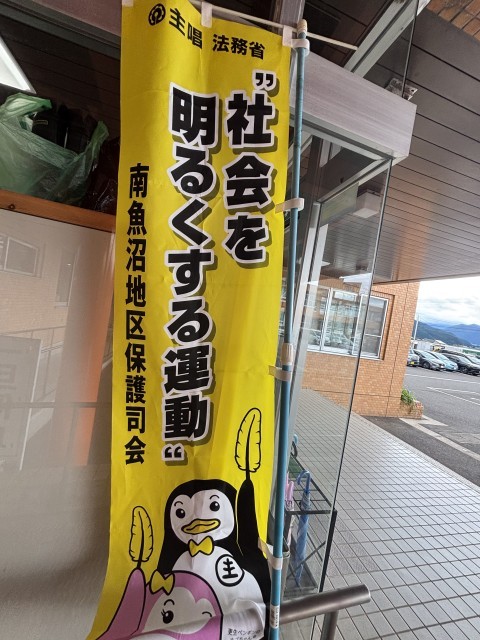 主唱 法務省
"社会を
明るくする運動"
南魚沼地区保護司会
生